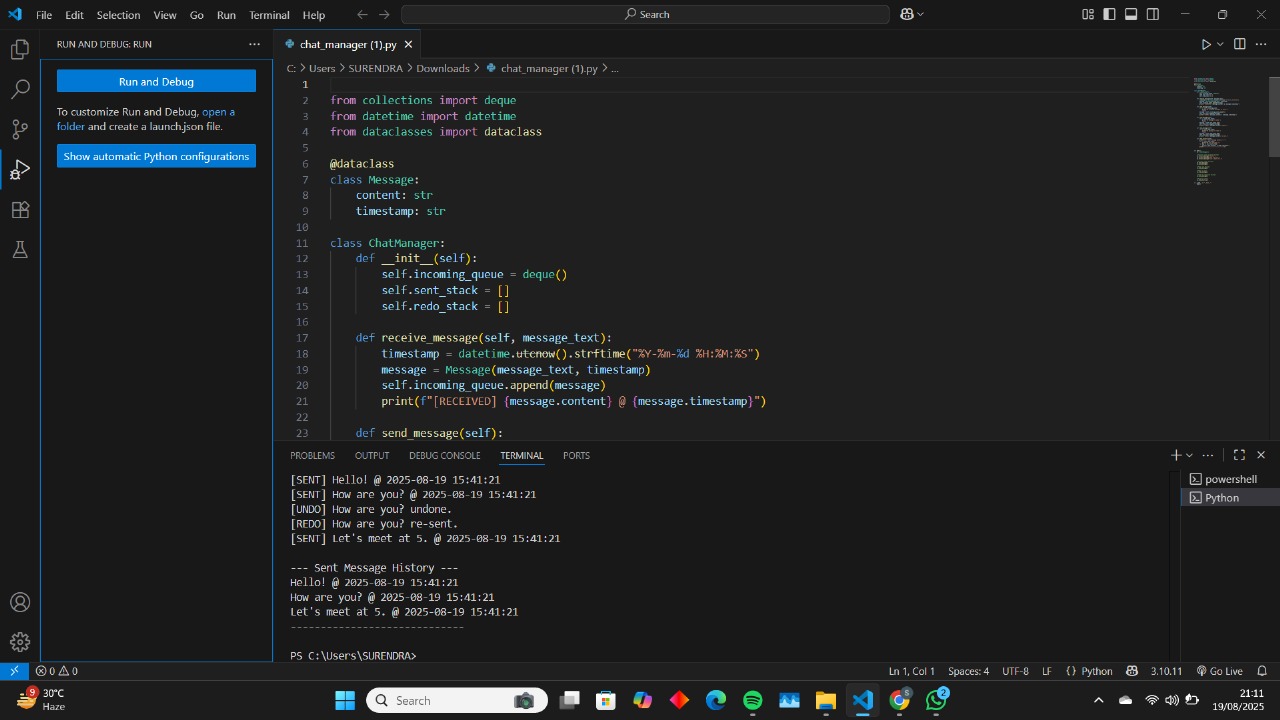 File Edit Selection View Go Run Terminal Help
Search
RUN AND DEBUG: RUN
Run and Debug
To customize Run and Debug, open a
folder and create a launch.json file.
Show automatic Python configurations
chat_manager (1).py
C: > Users > SURENDRA > Downloads > chat_manager (1).py > ...
1
2 from collections import deque
3 from datetime import datetime
4 from dataclasses import dataclass
5
6 @dataclass
7 class Message:
8     content: str
9     timestamp: str
10
11 class ChatManager:
12     def __init__(self):
13         self.incoming_queue = deque()
14         self.sent_stack = []
15         self.redo_stack = []
16
17     def receive_message(self, message_text):
18         timestamp = datetime.utcnow().strftime("%Y-%m-%d %H:%M:%S")
19         message = Message(message_text, timestamp)
20         self.incoming_queue.append(message)
21         print(f"[RECEIVED] {message.content} @ {message.timestamp}")
22
23     def send_message(self):
PROBLEMS OUTPUT DEBUG CONSOLE TERMINAL PORTS
[SENT] Hello! @ 2025-08-19 15:41:21
[SENT] How are you? @ 2025-08-19 15:41:21
[UNDO] How are you? undone.
[REDO] How are you? re-sent.
[SENT] Let's meet at 5. @ 2025-08-19 15:41:21
--- Sent Message History ---
Hello! @ 2025-08-19 15:41:21
How are you? @ 2025-08-19 15:41:21
Let's meet at 5. @ 2025-08-19 15:41:21
----------------------------
PS C:\Users\SURENDRA>
powershell
Python
0 0
Ln 1, Col 1 Spaces: 4 UTF-8 LF {} Python 3.10.11 Go Live
9
30°C
Haze
Search
S
2
21:11
19/08/2025